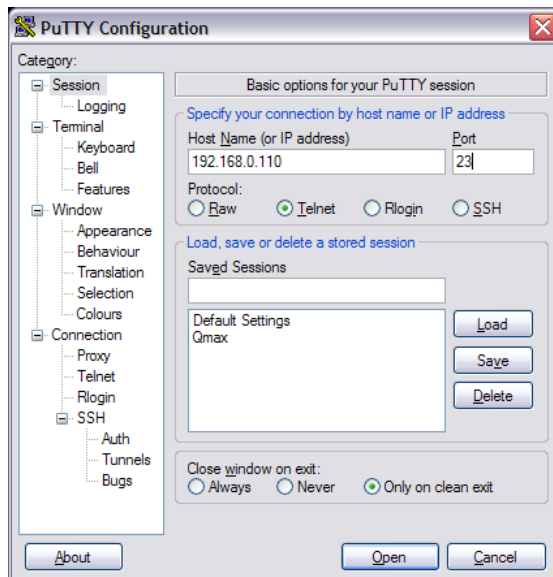 PuTTY Configuration
Category:
Session
Logging
Terminal
Keyboard
Bell
Features
Window
Appearance
Behaviour
Translation
Selection
Colours
Connection
Proxy
Telnet
Rlogin
SSH
Auth
Tunnels
Bugs
Basic options for your PuTTY session
Specify your connection by host name or IP address
Host Name (or IP address) Port
192.168.0.110 23
Protocol:
Raw Telnet Rlogin SSH
Load, save or delete a stored session
Saved Sessions
Default Settings
Qmax
Load
Save
Delete
Close window on exit:
Always Never Only on clean exit
About Open Cancel